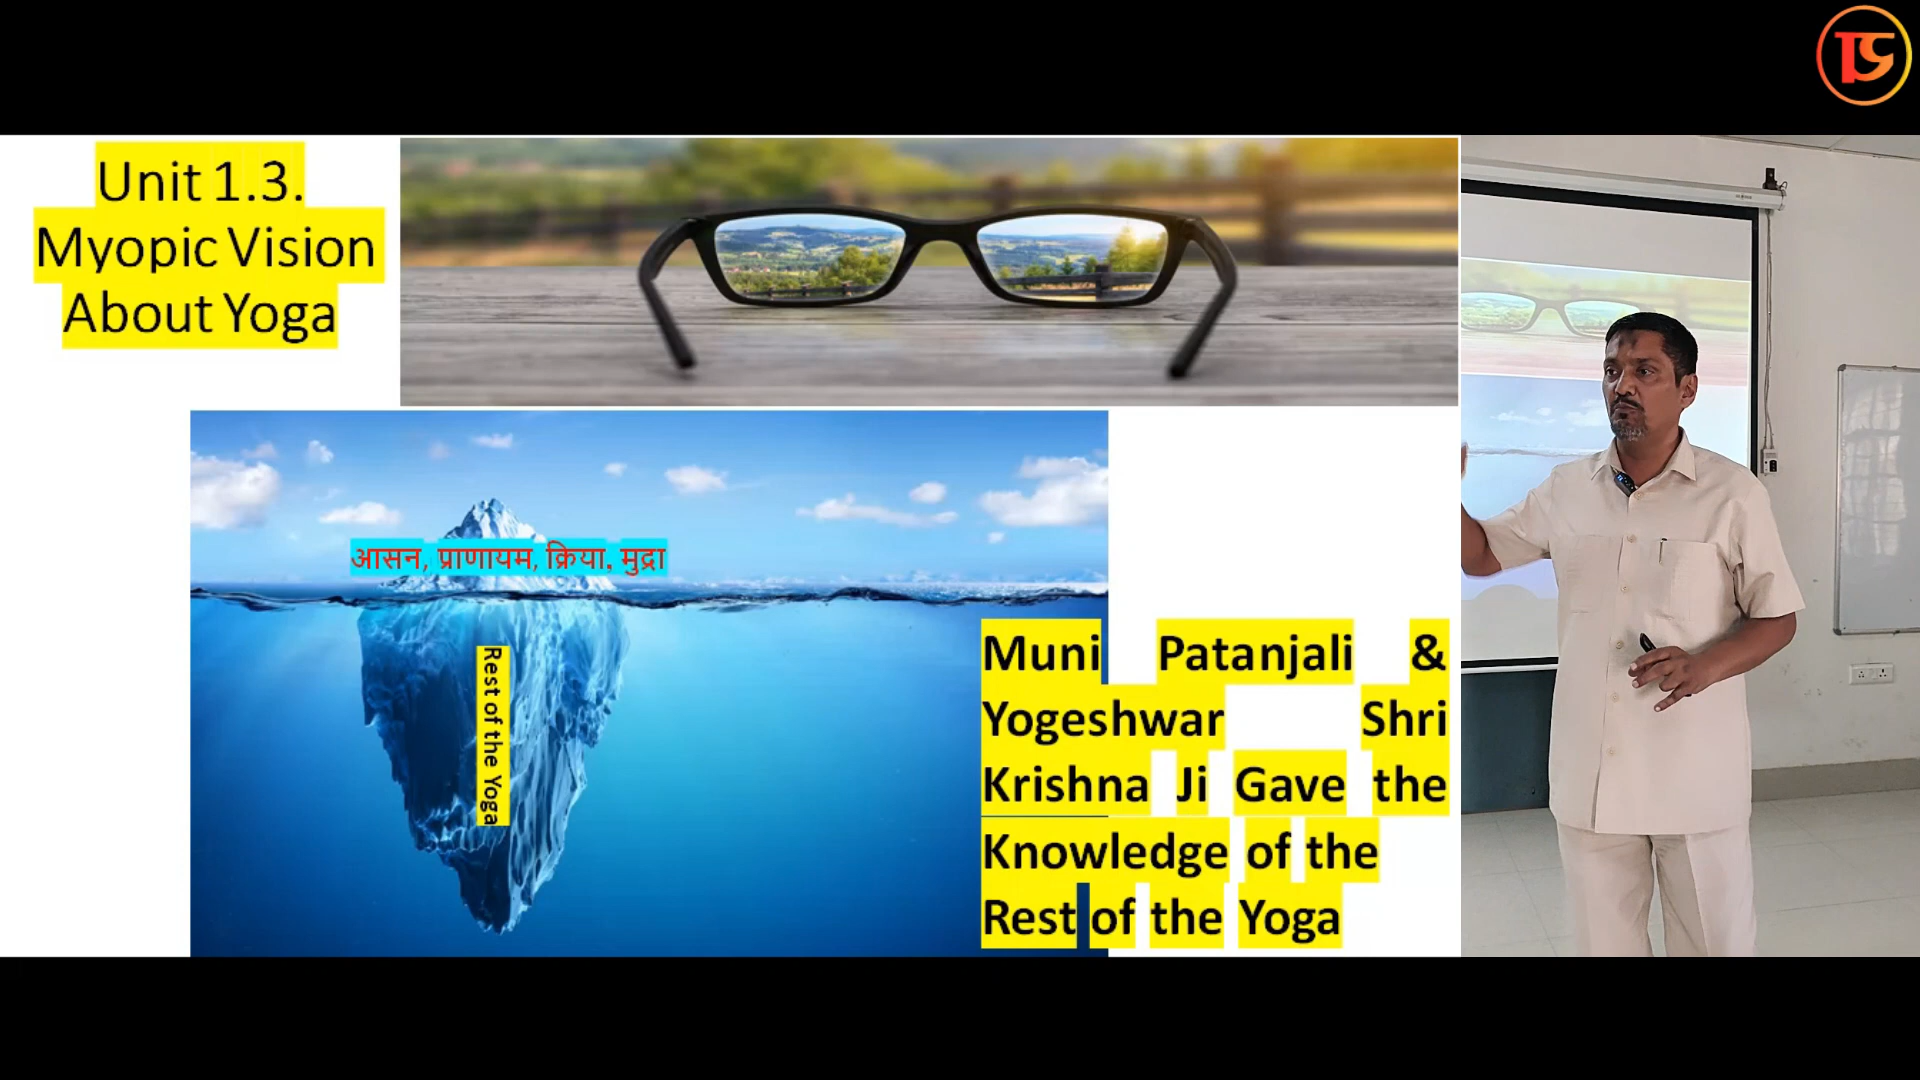 Unit 1.3.
Myopic Vision
About Yoga
आसन, प्राणायम, क्रिया, मुद्रा
Rest of the Yoga
Muni Patanjali &
Yogeshwar Shri
Krishna Ji Gave the
Knowledge of the
Rest of the Yoga